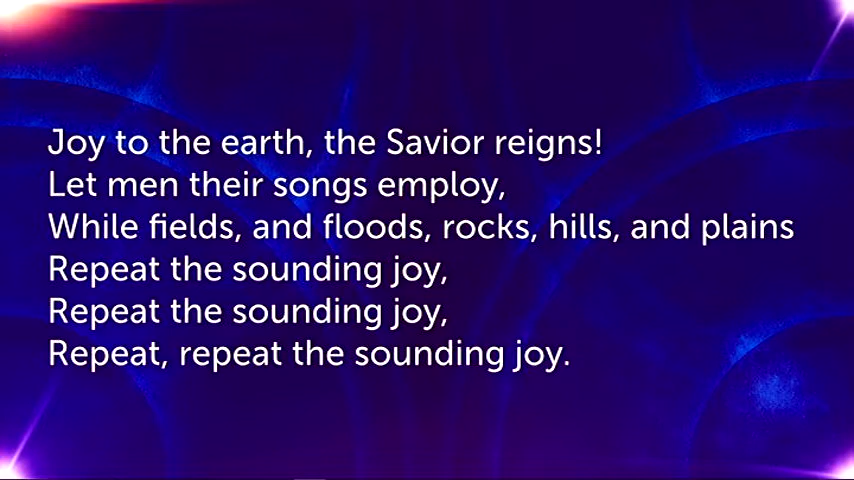 Joy to the earth, the Savior reigns!
Let men their songs employ,
While fields, and floods, rocks, hills, and plains
Repeat the sounding joy,
Repeat the sounding joy,
Repeat, repeat the sounding joy.